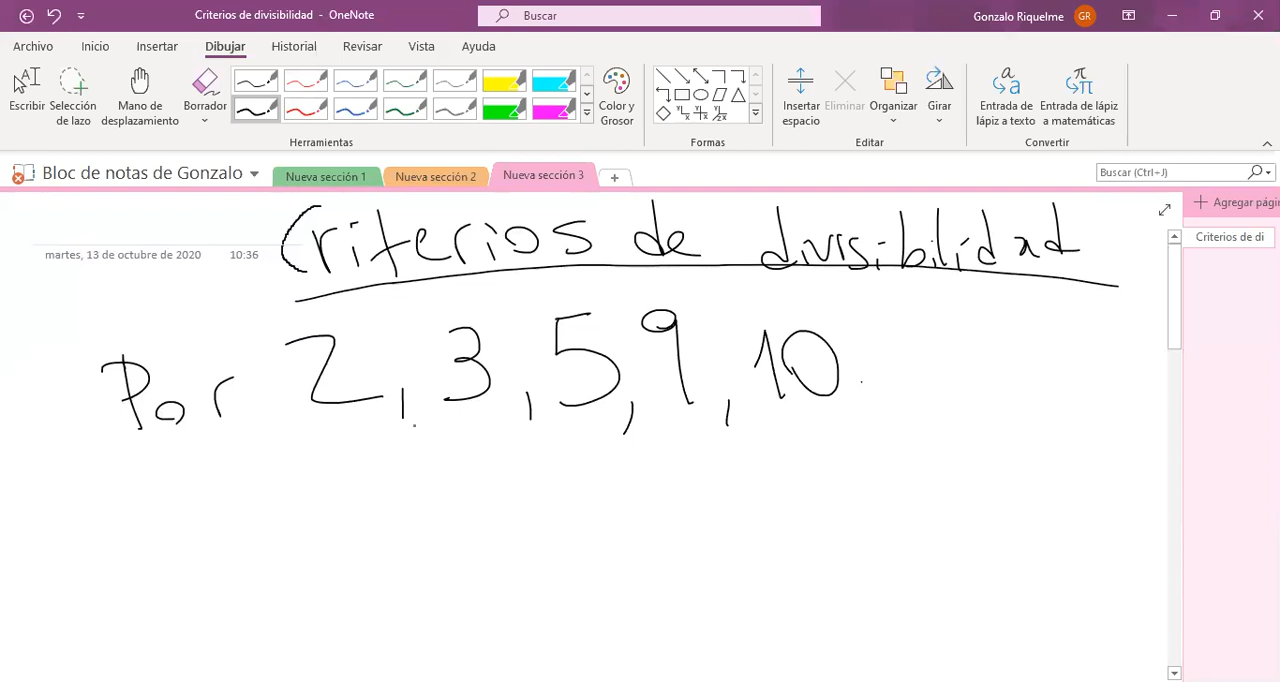 Criterios de divisibilidad - OneNote
Buscar
Gonzalo Riquelme GR
Archivo Inicio Insertar Dibujar Historial Revisar Vista Ayuda
Escribir Selección de lazo Mano de desplazamiento Borrador Color y Grosor Insertar espacio Eliminar Organizar Girar Entrada de lápiz a texto Entrada de lápiz a matemáticas
Herramientas Formas Editar Convertir
Bloc de notas de Gonzalo Nueva sección 1 Nueva sección 2 Nueva sección 3 Buscar (Ctrl+J)
Agregar págin
Criterios de di
Criterios de divisibilidad
martes, 13 de octubre de 2020 10:36
Por 2, 3, 5, 9, 10